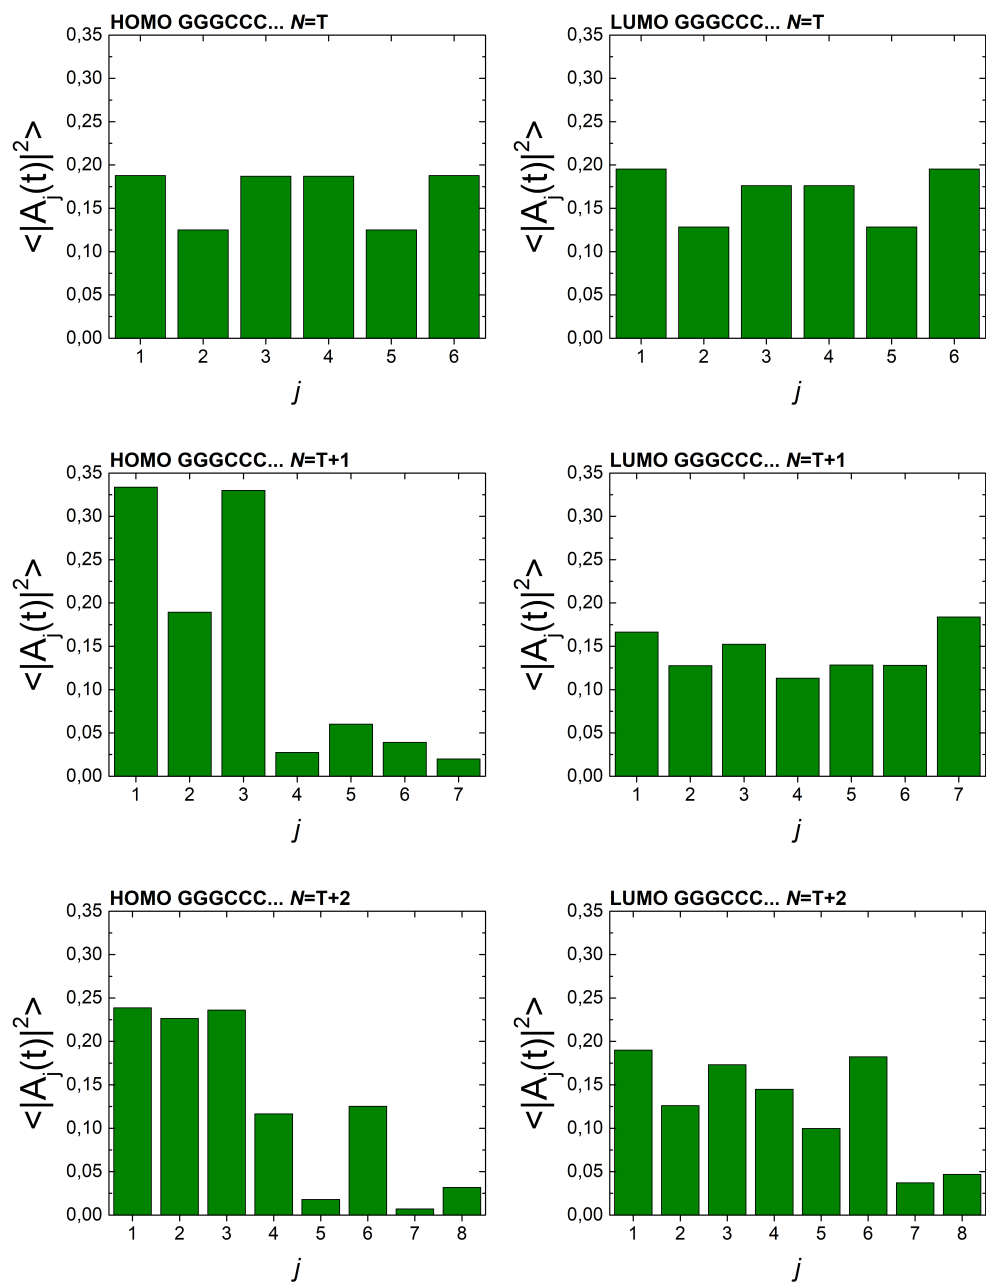 HOMO GGGCCC... N=T
<|Aj(t)|²>
0,35
0,30
0,25
0,20
0,15
0,10
0,05
0,00
1 2 3 4 5 6
j
LUMO GGGCCC... N=T
<|Aj(t)|²>
0,35
0,30
0,25
0,20
0,15
0,10
0,05
0,00
1 2 3 4 5 6
j
HOMO GGGCCC... N=T+1
<|Aj(t)|²>
0,35
0,30
0,25
0,20
0,15
0,10
0,05
0,00
1 2 3 4 5 6 7
j
LUMO GGGCCC... N=T+1
<|Aj(t)|²>
0,35
0,30
0,25
0,20
0,15
0,10
0,05
0,00
1 2 3 4 5 6 7
j
HOMO GGGCCC... N=T+2
<|Aj(t)|²>
0,35
0,30
0,25
0,20
0,15
0,10
0,05
0,00
1 2 3 4 5 6 7 8
j
LUMO GGGCCC... N=T+2
<|Aj(t)|²>
0,35
0,30
0,25
0,20
0,15
0,10
0,05
0,00
1 2 3 4 5 6 7 8
j